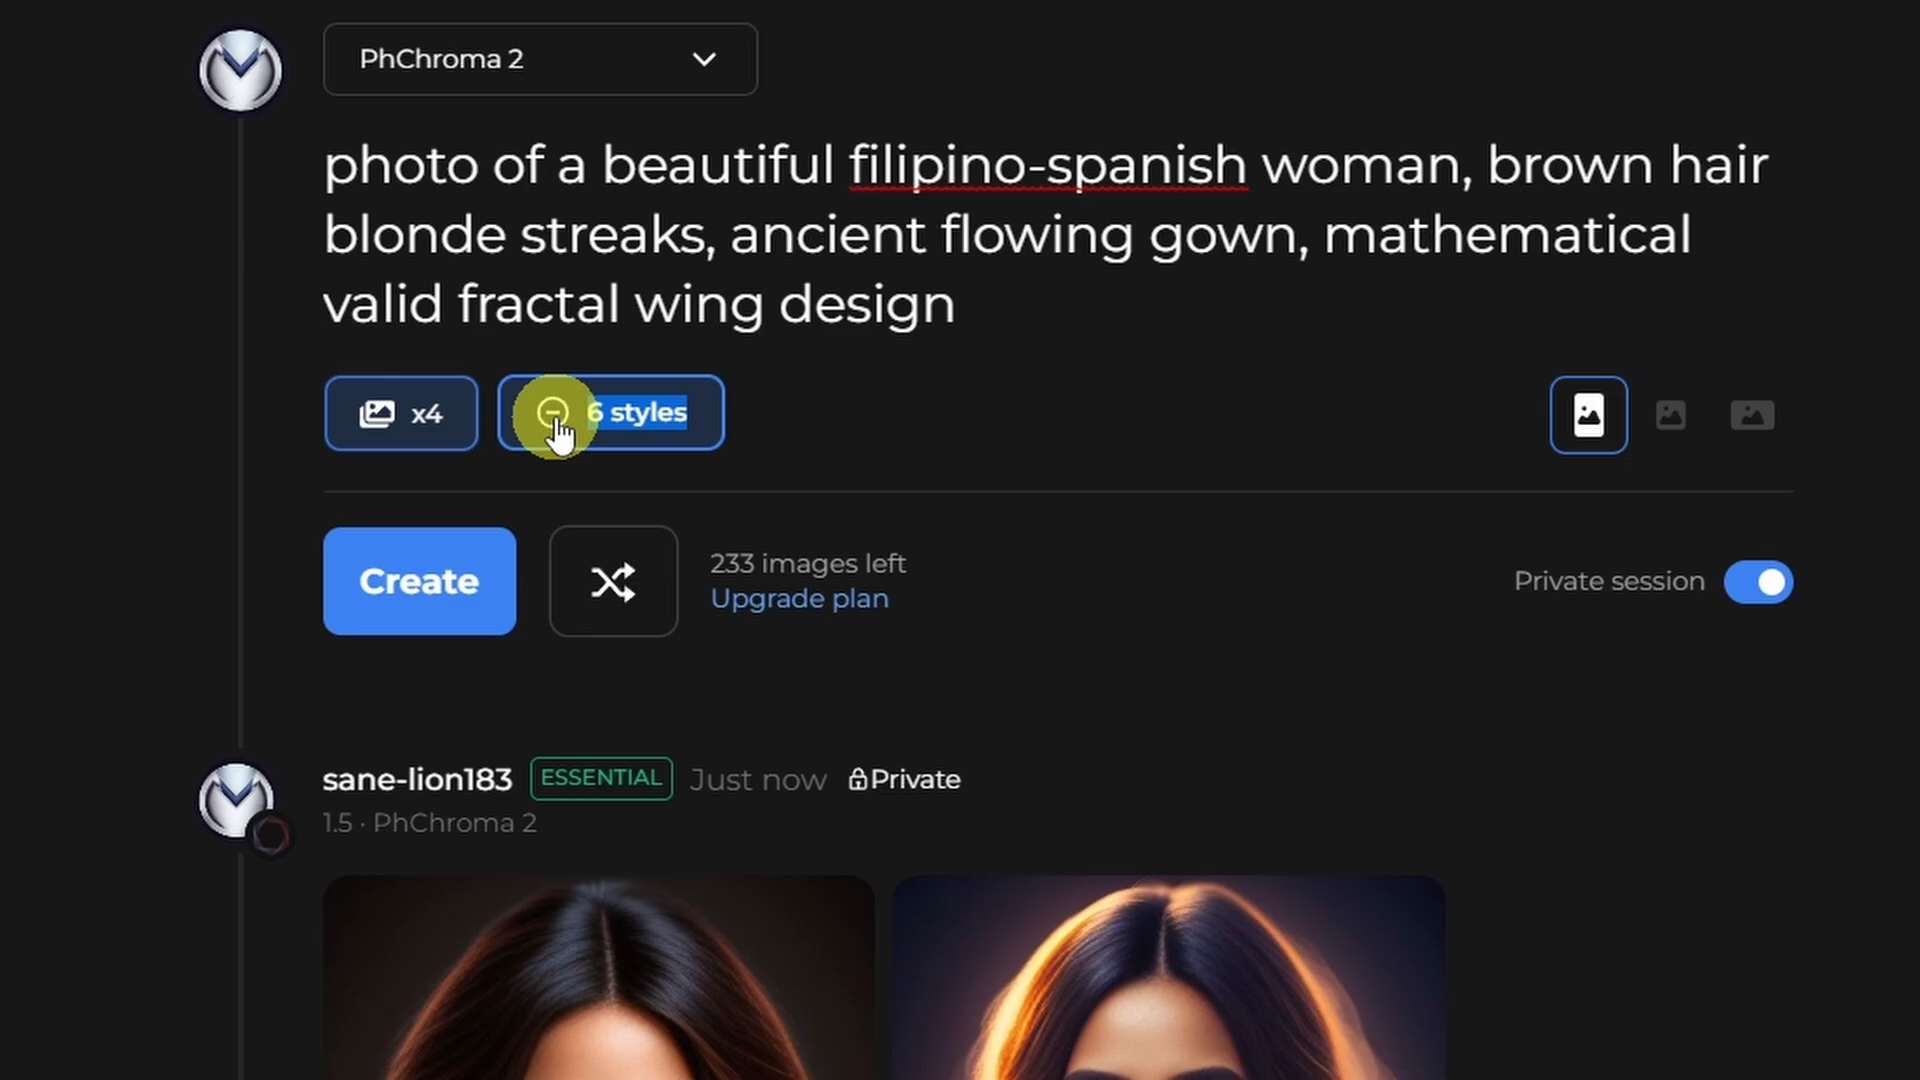 PhChroma 2
photo of a beautiful filipino-spanish woman, brown hair
blonde streaks, ancient flowing gown, mathematical
valid fractal wing design
x4
6 styles
Create
233 images left
Upgrade plan
Private session
sane-lion183 ESSENTIAL Just now Private
1.5 · PhChroma 2